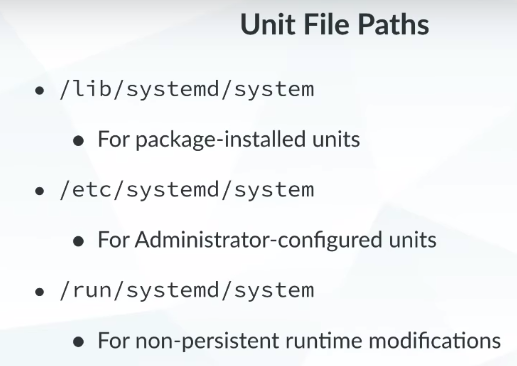 Unit File Paths
• /lib/systemd/system
• For package-installed units
• /etc/systemd/system
• For Administrator-configured units
• /run/systemd/system
• For non-persistent runtime modifications